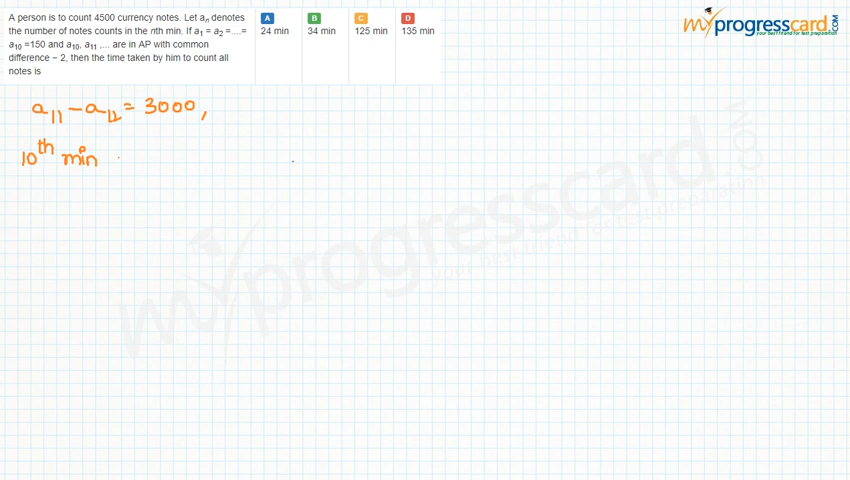 A person is to count 4500 currency notes. Let aₙ denotes
the number of notes counts in the nth min. If a₁ = a₂ =....=
a₁₀ =150 and a₁₀, a₁₁ ,... are in AP with common
difference − 2, then the time taken by him to count all
notes is
A
24 min
B
34 min
C
125 min
D
135 min
myprogresscard.com
your best friend for test preparation
a₁₁ − a₁₂ = 3000,
10ᵗʰ min
myprogresscard
your best friend for test preparation